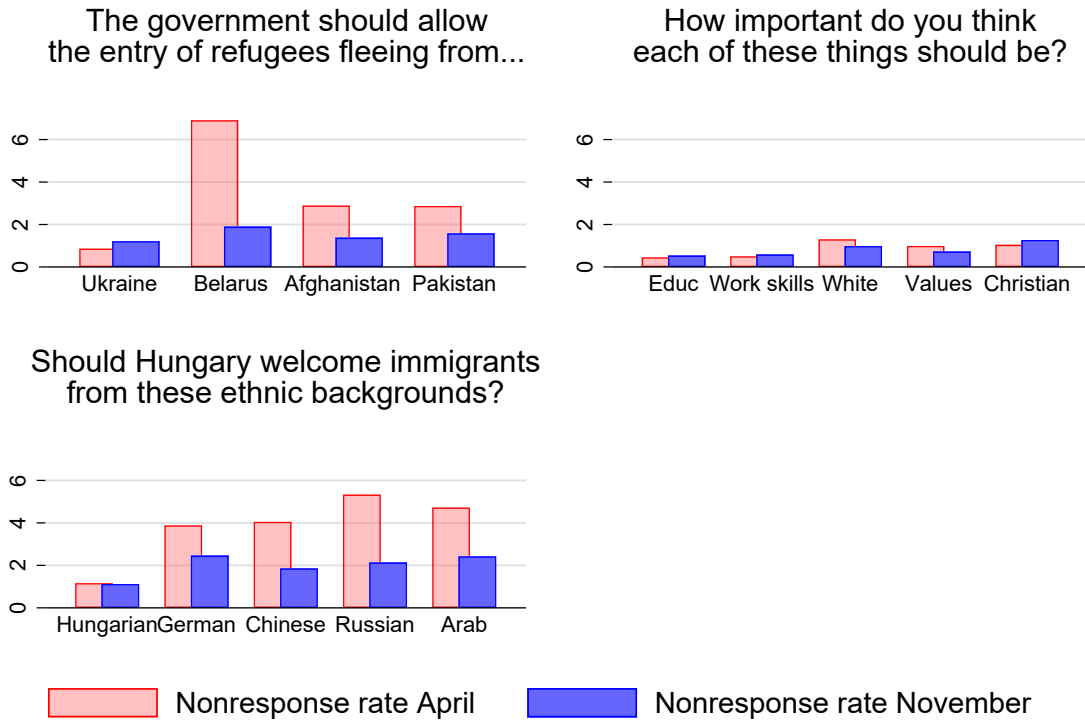 The government should allow
the entry of refugees fleeing from...
6
4
2
0
Ukraine Belarus Afghanistan Pakistan
How important do you think
each of these things should be?
6
4
2
0
Educ Work skills White Values Christian
Should Hungary welcome immigrants
from these ethnic backgrounds?
6
4
2
0
Hungarian German Chinese Russian Arab
Nonresponse rate April Nonresponse rate November